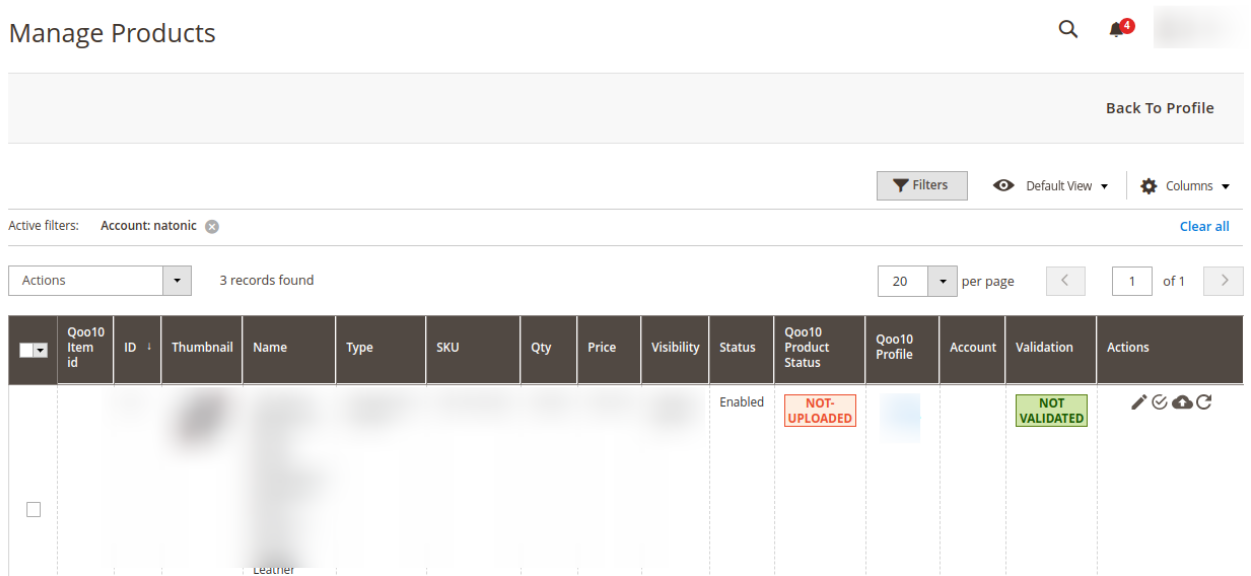 Manage Products
4
Back To Profile
Filters
Default View
Columns
Active filters: Account: natonic
Clear all
Actions
3 records found
20
per page
1
of 1
Qoo10 Item id
ID
Thumbnail
Name
Type
SKU
Qty
Price
Visibility
Status
Qoo10 Product Status
Qoo10 Profile
Account
Validation
Actions
Enabled
NOT-
UPLOADED
NOT
VALIDATED
Leather